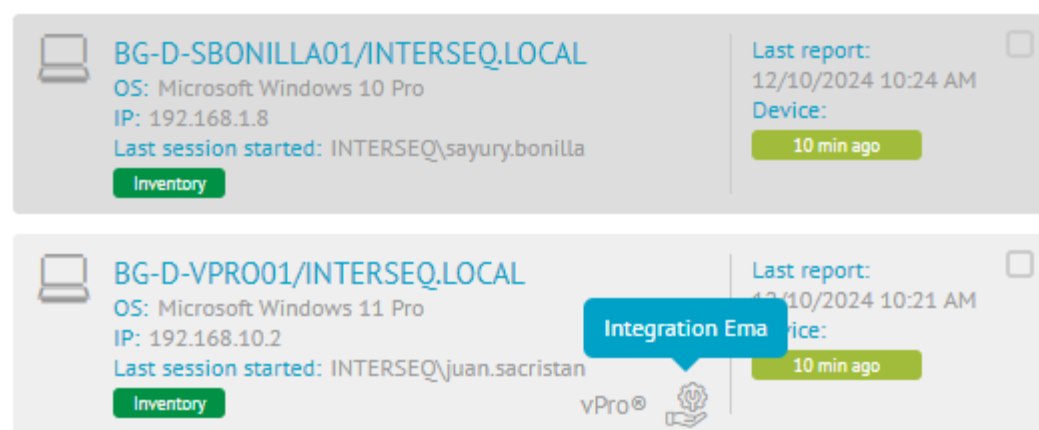 BG-D-SBONILLA01/INTERSEQ.LOCAL
OS: Microsoft Windows 10 Pro
IP: 192.168.1.8
Last session started: INTERSEQ\sayury.bonilla
Inventory
Last report:
12/10/2024 10:24 AM
Device:
10 min ago
BG-D-VPRO01/INTERSEQ.LOCAL
OS: Microsoft Windows 11 Pro
IP: 192.168.10.2
Last session started: INTERSEQ\juan.sacristan
Inventory
Integration Ema
vPro®
Last report:
10/2024 10:21 AM
10 min ago